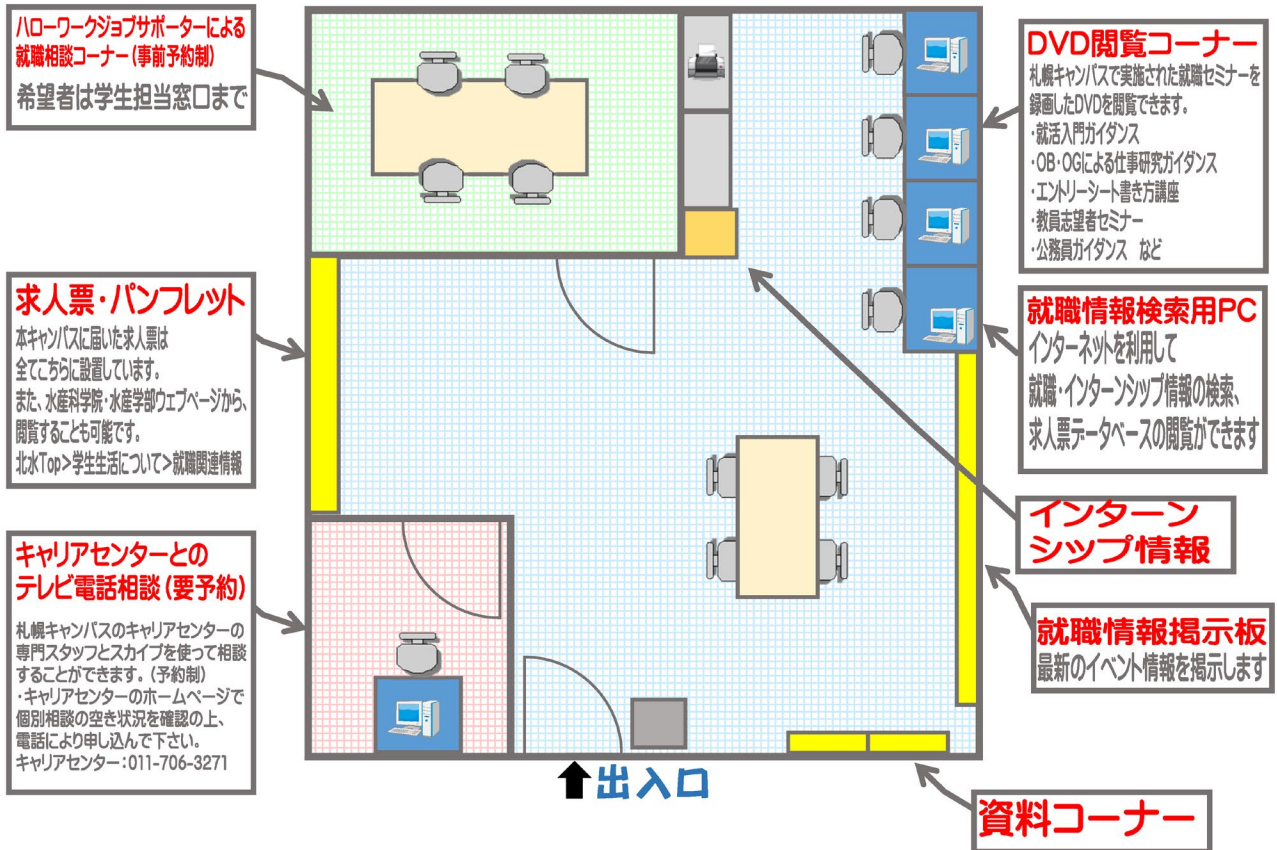 ハローワークジョブサポーターによる
就職相談コーナー(事前予約制)
希望者は学生担当窓口まで
求人票・パンフレット
本キャンパスに届いた求人票は
全てこちらに設置しています。
また、水産科学院・水産学部ウェブページから、
閲覧することも可能です。
北水Top>学生生活について>就職関連情報
キャリアセンターとの
テレビ電話相談(要予約)
札幌キャンパスのキャリアセンターの
専門スタッフとスカイプを使って相談
することができます。(予約制)
・キャリアセンターのホームページで
個別相談の空き状況を確認の上、
電話により申し込んで下さい。
キャリアセンター:011-706-3271
DVD閲覧コーナー
札幌キャンパスで実施された就職セミナーを
録画したDVDを閲覧できます。
・就活入門ガイダンス
・OB・OGによる仕事研究ガイダンス
・エントリーシート書き方講座
・教員志望者セミナー
・公務員ガイダンス など
就職情報検索用PC
インターネットを利用して
就職・インターンシップ情報の検索、
求人票データベースの閲覧ができます
インターン
シップ情報
就職情報掲示板
最新のイベント情報を掲示します
資料コーナー
出入口